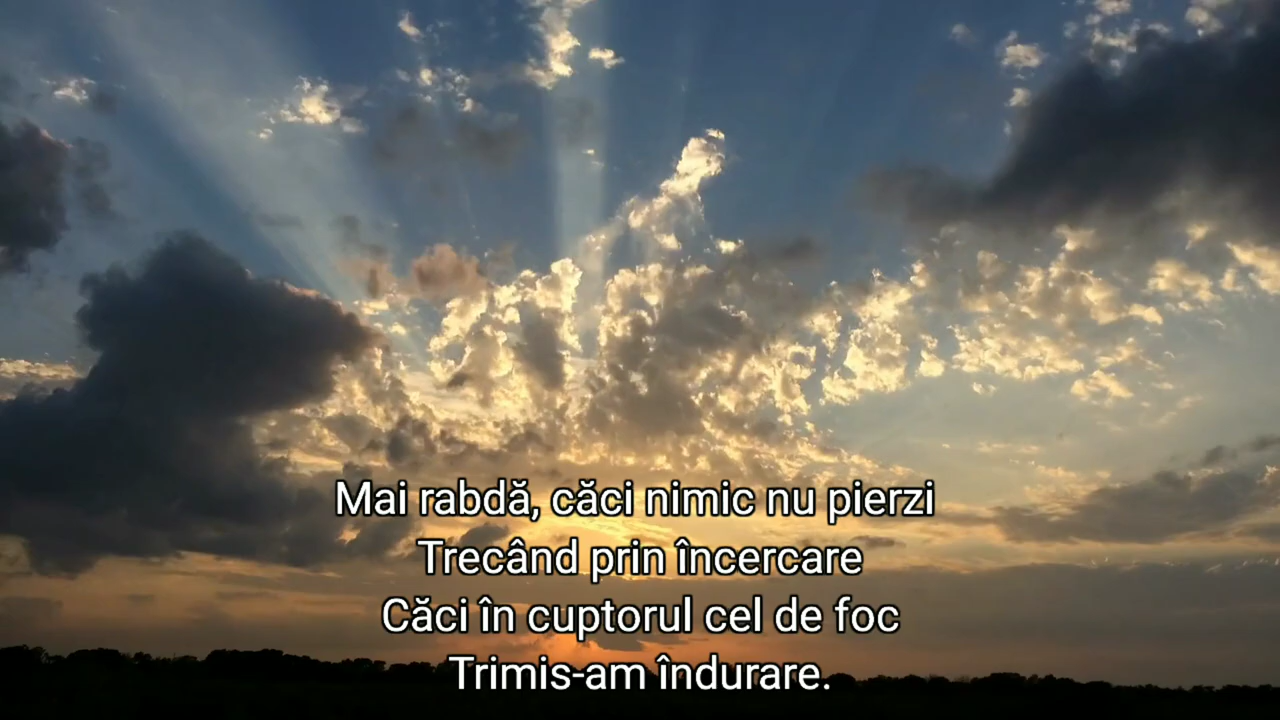 Mai rabdă, căci nimic nu pierzi
Trecând prin încercare
Căci în cuptorul cel de foc
Trimis-am îndurare.